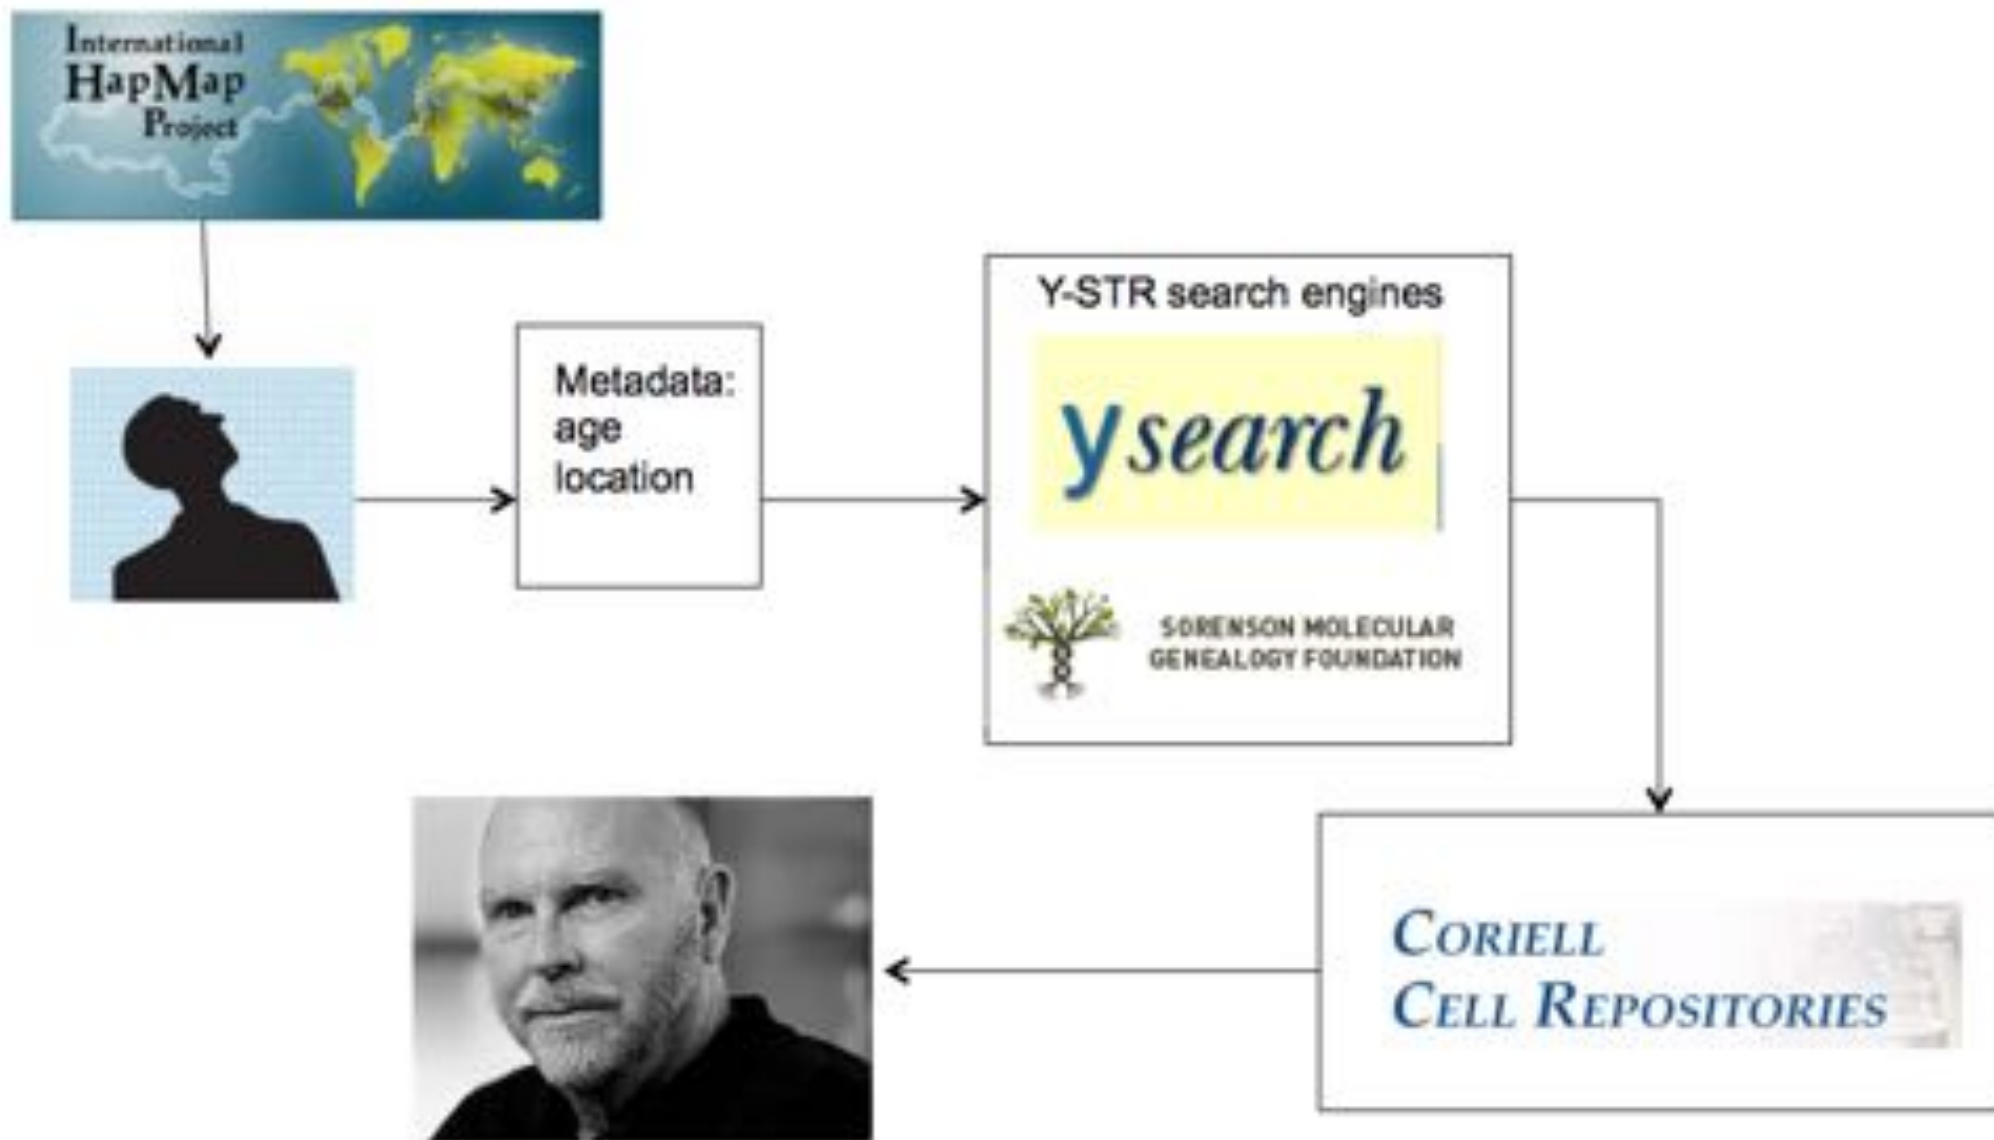 International
HapMap
Project
Metadata:
age
location
Y-STR search engines
ysearch
SORENSON MOLECULAR
GENEALOGY FOUNDATION
CORIELL
CELL REPOSITORIES